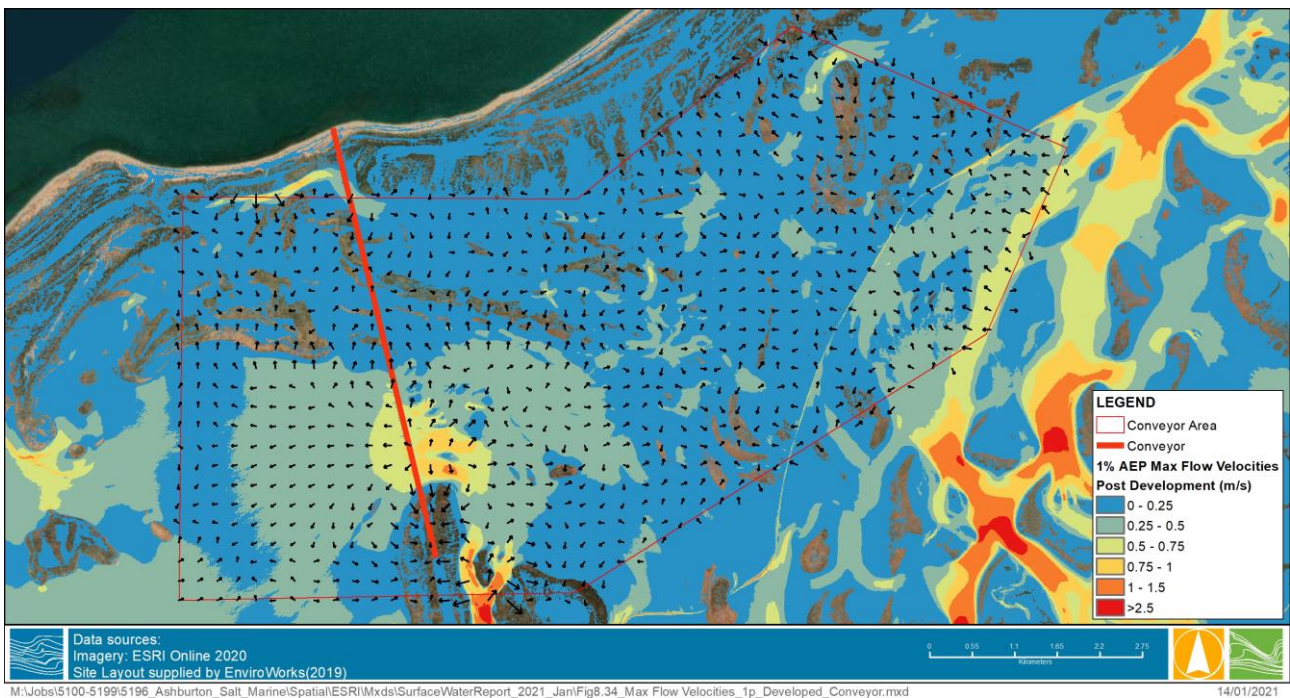 LEGEND
Conveyor Area
Conveyor
1% AEP Max Flow Velocities
Post Development (m/s)
0 - 0.25
0.25 - 0.5
0.5 - 0.75
0.75 - 1
1 - 1.5
>2.5
Data sources:
Imagery: ESRI Online 2020
Site Layout supplied by EnviroWorks(2019)
0 0.55 1.1 1.65 2.2 2.75
Kilometers
M:\Jobs\5100-5199\5196_Ashburton_Salt_Marine\Spatial\ESRI\Mxds\SurfaceWaterReport_2021_Jan\Fig8.34_Max Flow Velocities_1p_Developed_Conveyor.mxd
14/01/2021